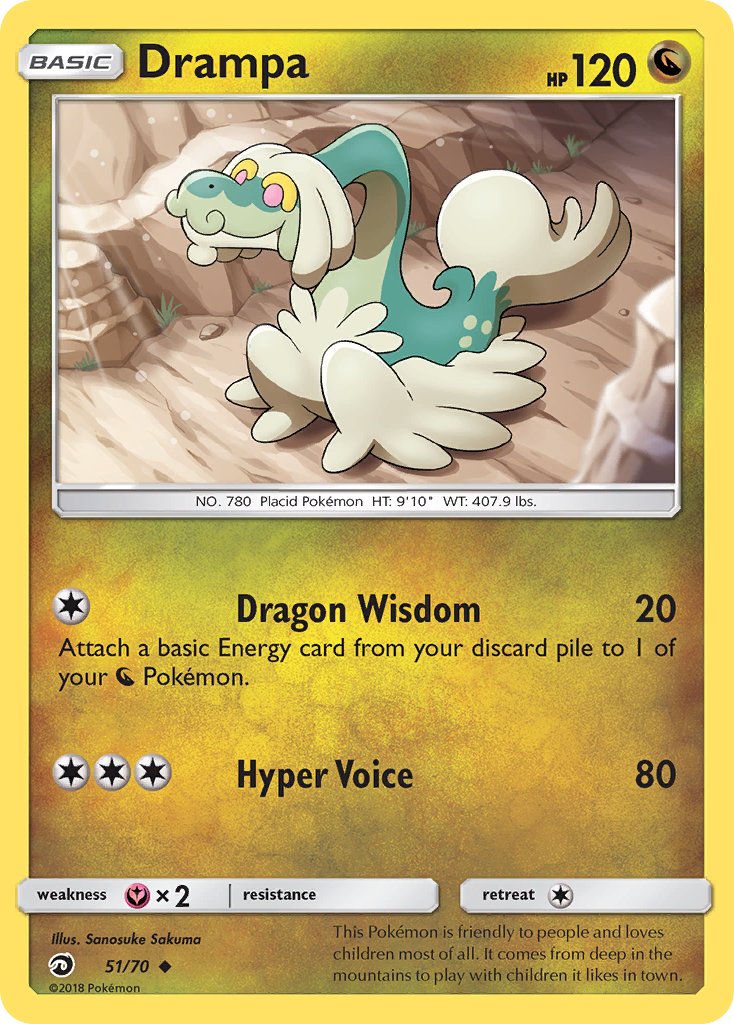 BASIC Drampa HP 120
NO. 780 Placid Pokémon HT: 9'10" WT: 407.9 lbs.
Dragon Wisdom 20
Attach a basic Energy card from your discard pile to 1 of
your Pokémon.
Hyper Voice 80
weakness ×2 resistance retreat
Illus. Sanosuke Sakuma
51/70
©2018 Pokémon
This Pokémon is friendly to people and loves
children most of all. It comes from deep in the
mountains to play with children it likes in town.